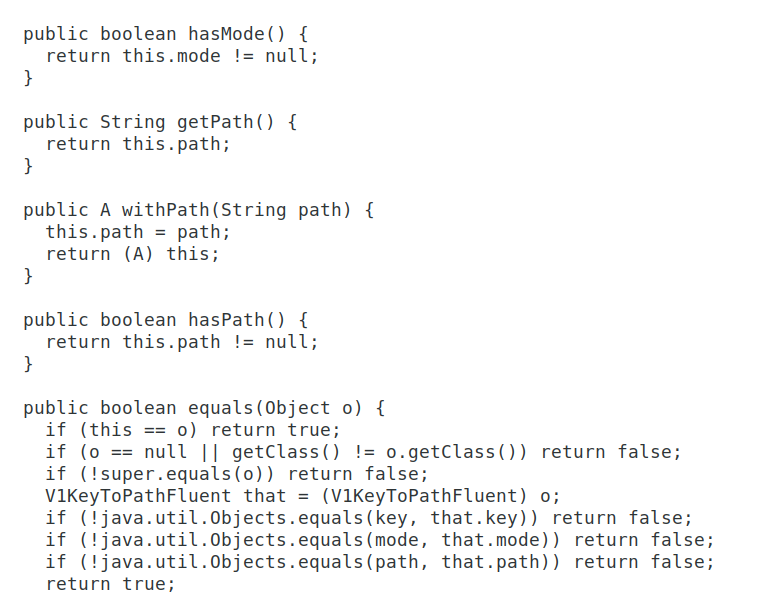 public boolean hasMode() {
  return this.mode != null;
}

public String getPath() {
  return this.path;
}

public A withPath(String path) {
  this.path = path;
  return (A) this;
}

public boolean hasPath() {
  return this.path != null;
}

public boolean equals(Object o) {
  if (this == o) return true;
  if (o == null || getClass() != o.getClass()) return false;
  if (!super.equals(o)) return false;
  V1KeyToPathFluent that = (V1KeyToPathFluent) o;
  if (!java.util.Objects.equals(key, that.key)) return false;
  if (!java.util.Objects.equals(mode, that.mode)) return false;
  if (!java.util.Objects.equals(path, that.path)) return false;
  return true;